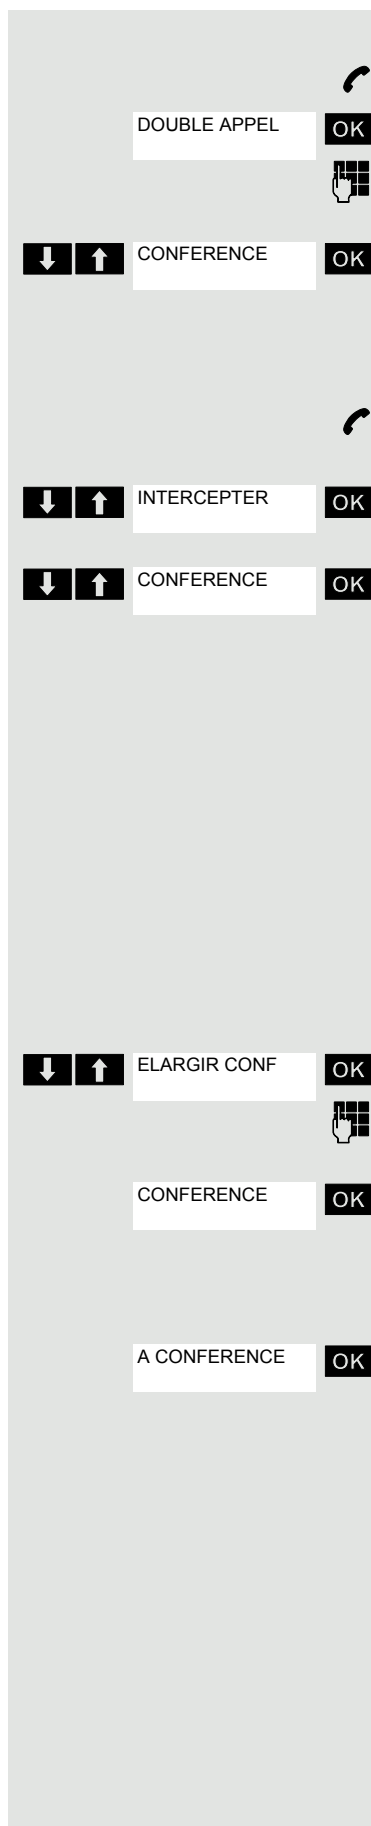 DOUBLE APPEL OK
CONFERENCE OK
INTERCEPTER OK
CONFERENCE OK
ELARGIR CONF OK
CONFERENCE OK
A CONFERENCE OK